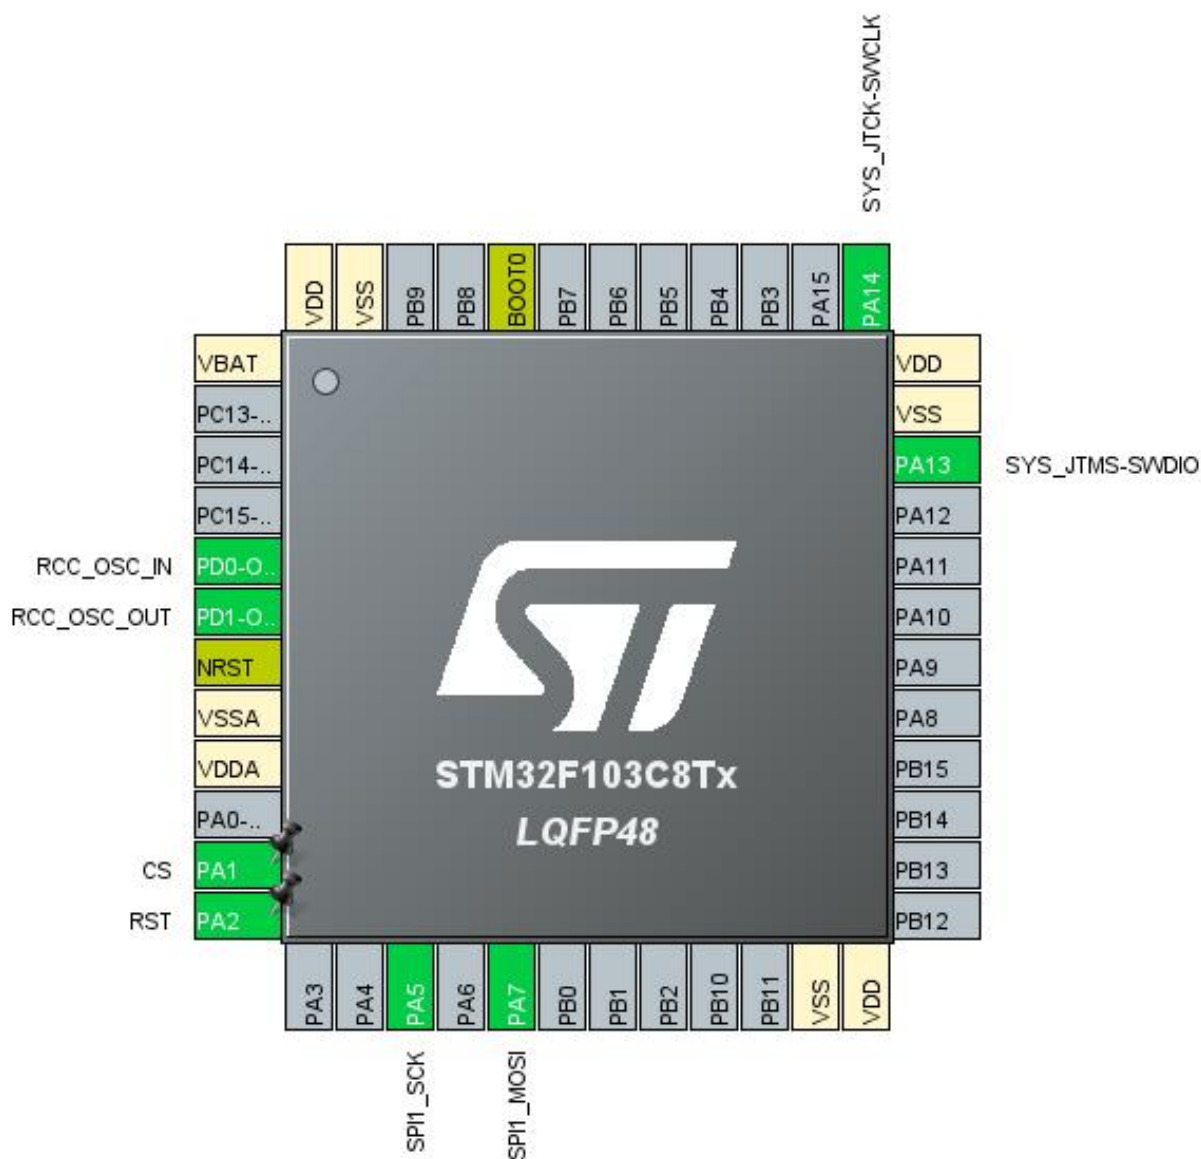 SYS_JTCK-SWCLK
VDD
VSS
PB9
PB8
BOOT0
PB7
PB6
PB5
PB4
PB3
PA15
PA14
VBAT
PC13-..
PC14-..
PC15-..
RCC_OSC_IN PD0-O..
RCC_OSC_OUT PD1-O..
NRST
VSSA
VDDA
PA0-..
CS PA1
RST PA2
ST
STM32F103C8Tx
LQFP48
VDD
VSS
PA13 SYS_JTMS-SWDIO
PA12
PA11
PA10
PA9
PA8
PB15
PB14
PB13
PB12
PA3
PA4
PA5
PA6
PA7
PB0
PB1
PB2
PB10
PB11
VSS
VDD
SPI1_SCK
SPI1_MOSI